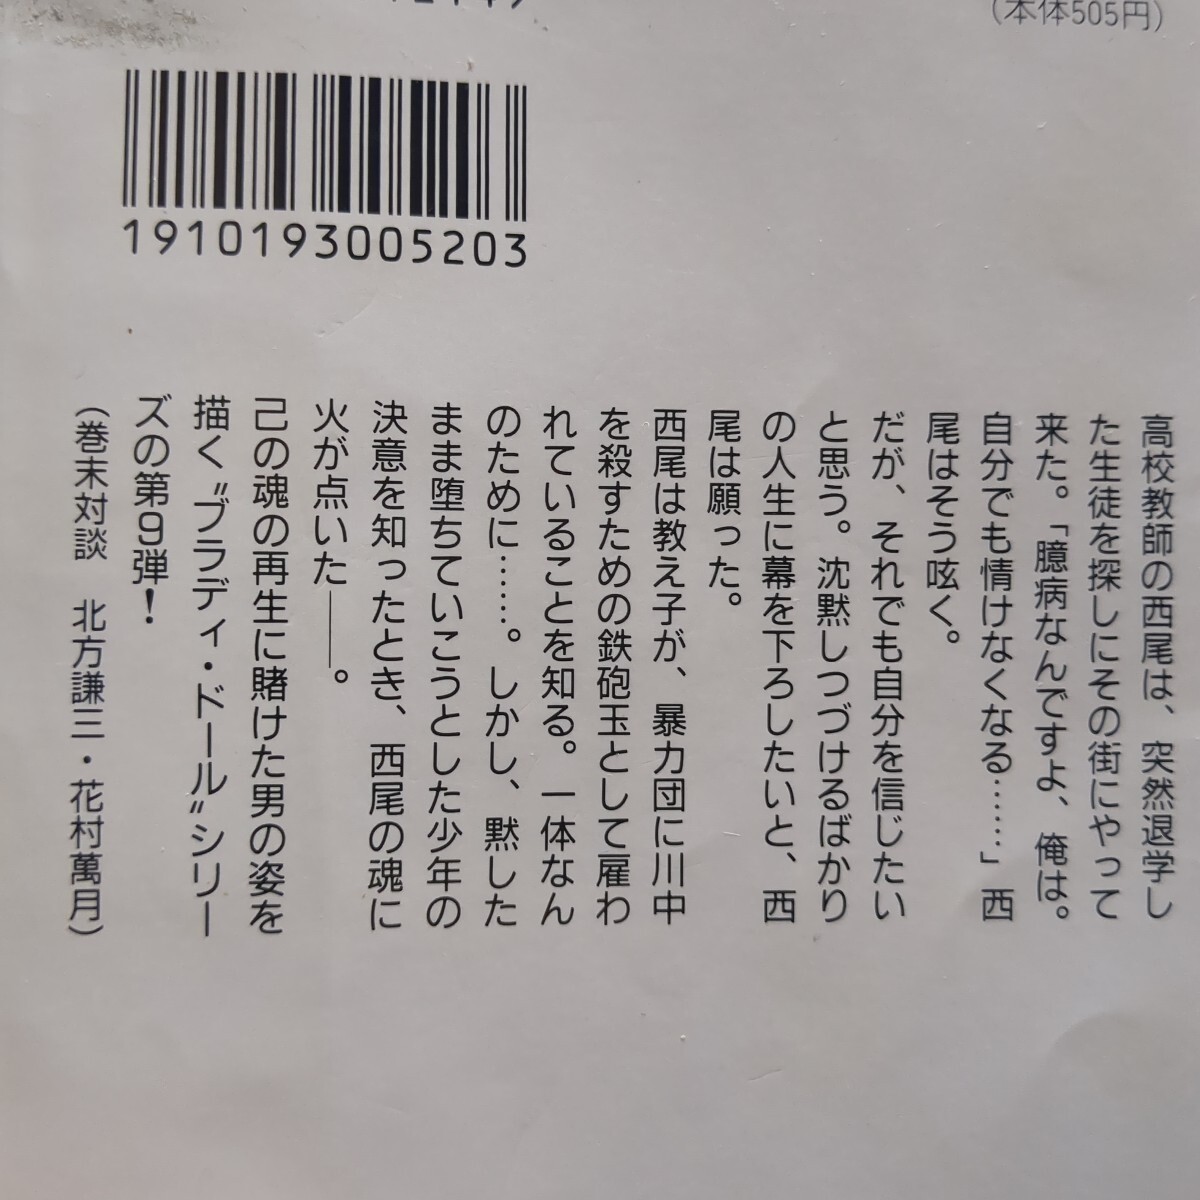 (本体505円)
1910193005203
高校教師の西尾は、突然退学し
た生徒を探しにその街にやって
来た。「臆病なんですよ、俺は。
自分でも情けなくなる……」西
尾はそう呟く。
だが、それでも自分を信じたい
と思う。沈黙しつづけるばかり
の人生に幕を下ろしたいと、西
尾は願った。
西尾は教え子が、暴力団に川中
を殺すための鉄砲玉として雇わ
れていることを知る。一体なん
のために……。しかし、黙した
まま堕ちていこうとした少年の
決意を知ったとき、西尾の魂に
火が点いた――。
己の魂の再生に賭けた男の姿を
描く〝ブラディ・ドール〟シリー
ズの第9弾!
(巻末対談 北方謙三・花村萬月)